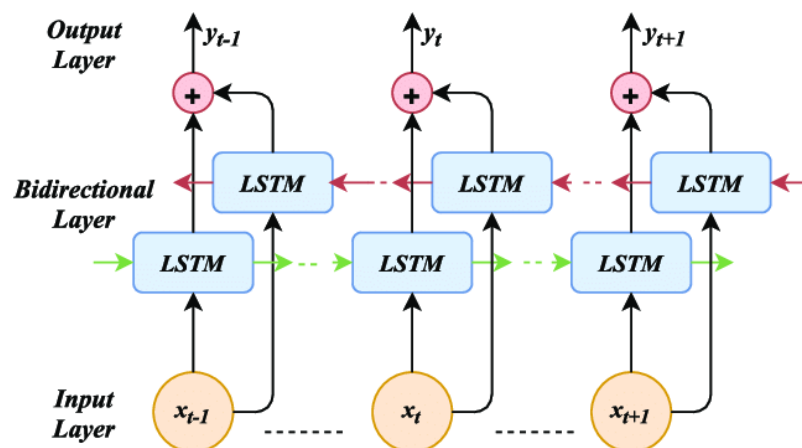 Output
Layer
y_{t-1}
y_t
y_{t+1}
+
+
+
Bidirectional
Layer
LSTM
LSTM
LSTM
LSTM
LSTM
LSTM
Input
Layer
x_{t-1}
x_t
x_{t+1}